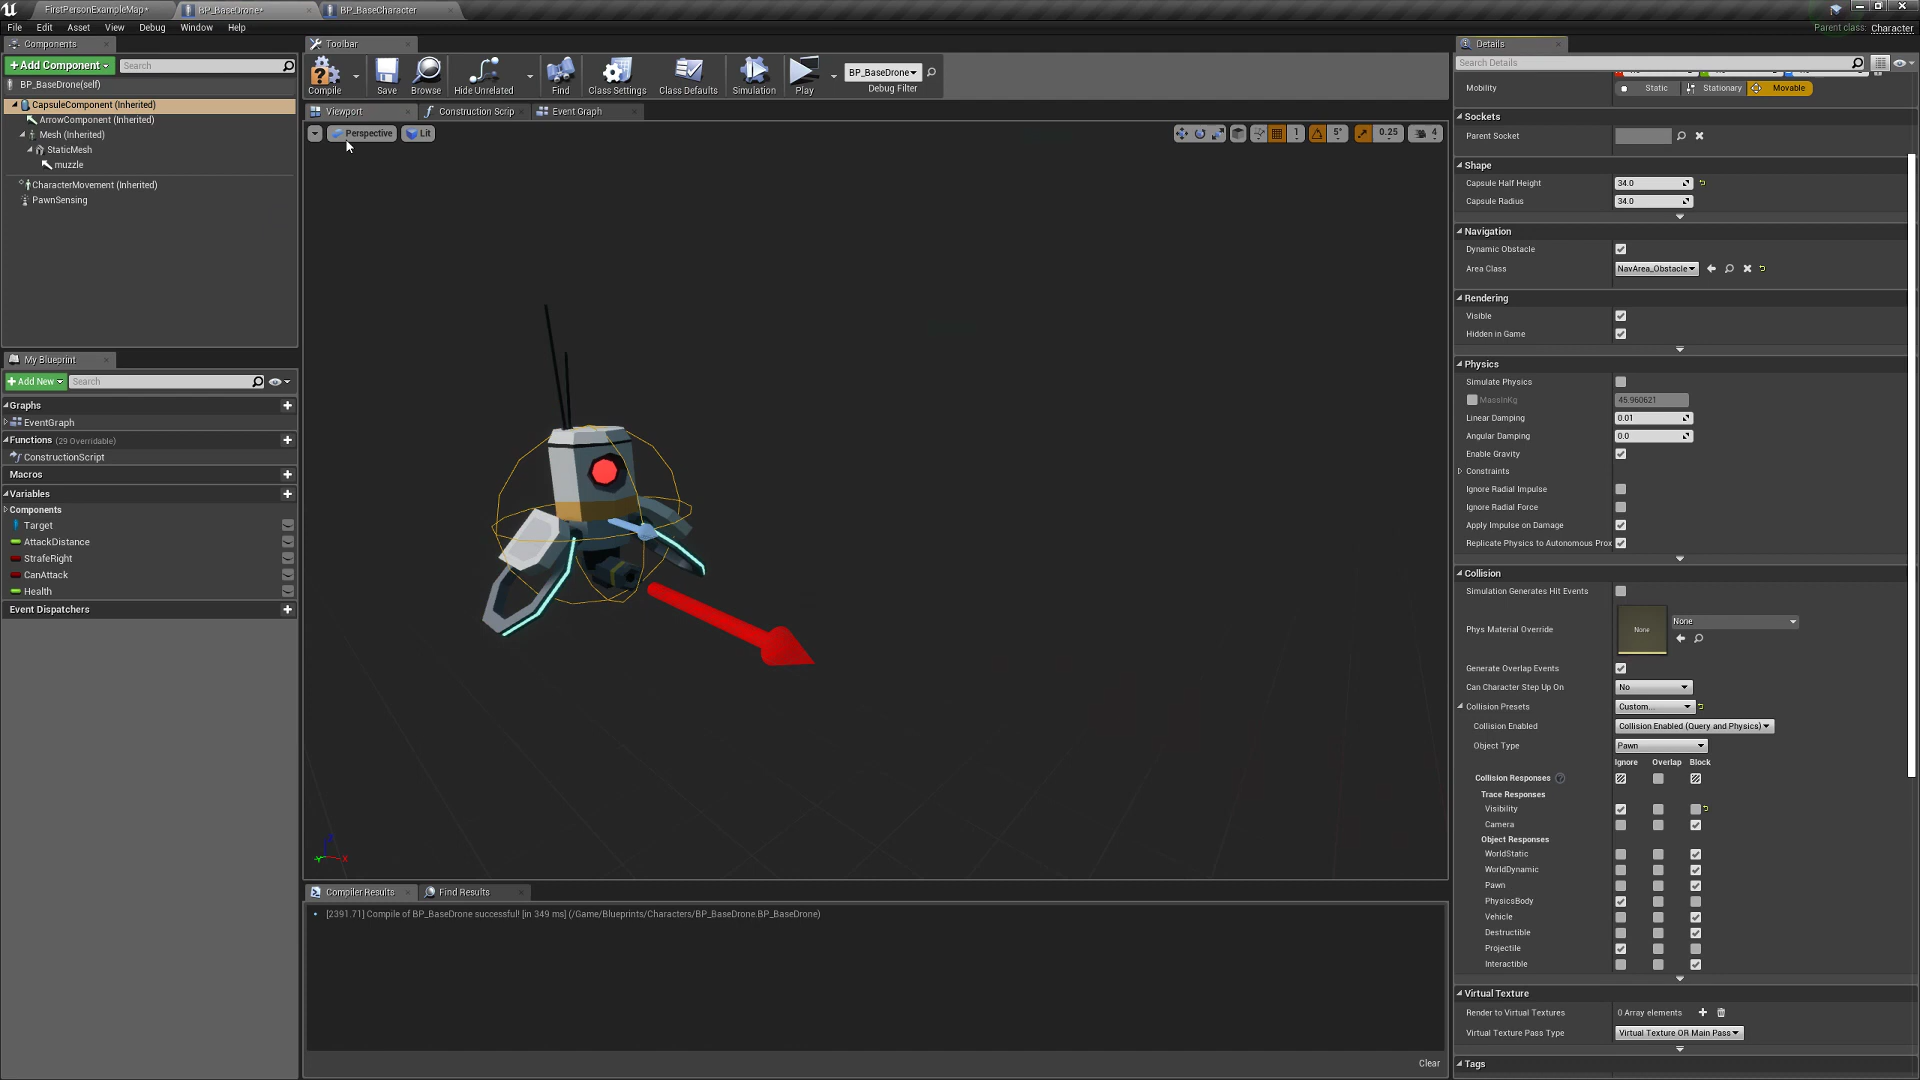 FirstPersonExampleMap*
BP_BaseDrone*
BP_BaseCharacter
File Edit Asset View Debug Window Help
Parent class: Character
Components
+Add Component
Search
BP_BaseDrone(self)
CapsuleComponent (Inherited)
ArrowComponent (Inherited)
Mesh (Inherited)
StaticMesh
muzzle
CharacterMovement (Inherited)
PawnSensing
My Blueprint
+Add New
Search
Graphs
EventGraph
Functions (29 Overridable)
ConstructionScript
Macros
Variables
Components
Target
AttackDistance
StrafeRight
CanAttack
Health
Event Dispatchers
Toolbar
Compile
Save
Browse
Hide Unrelated
Find
Class Settings
Class Defaults
Simulation
Play
BP_BaseDrone
Debug Filter
Viewport
Construction Scrip
Event Graph
Perspective
Lit
1
5°
0.25
4
Compiler Results
Find Results
[2391.71] Compile of BP_BaseDrone successful! [in 349 ms] (/Game/Blueprints/Characters/BP_BaseDrone.BP_BaseDrone)
Clear
Details
Search Details
Mobility Static Stationary Movable
Sockets
Parent Socket
Shape
Capsule Half Height 34.0
Capsule Radius 34.0
Navigation
Dynamic Obstacle
Area Class NavArea_Obstacle
Rendering
Visible
Hidden in Game
Physics
Simulate Physics
MassInKg 45.960621
Linear Damping 0.01
Angular Damping 0.0
Enable Gravity
Constraints
Ignore Radial Impulse
Ignore Radial Force
Apply Impulse on Damage
Replicate Physics to Autonomous Prox
Collision
Simulation Generates Hit Events
Phys Material Override None None
Generate Overlap Events
Can Character Step Up On No
Collision Presets Custom...
Collision Enabled Collision Enabled (Query and Physics)
Object Type Pawn
Ignore Overlap Block
Collision Responses
Trace Responses
Visibility
Camera
Object Responses
WorldStatic
WorldDynamic
Pawn
PhysicsBody
Vehicle
Destructible
Projectile
Interactible
Virtual Texture
Render to Virtual Textures 0 Array elements
Virtual Texture Pass Type Virtual Texture OR Main Pass
Tags